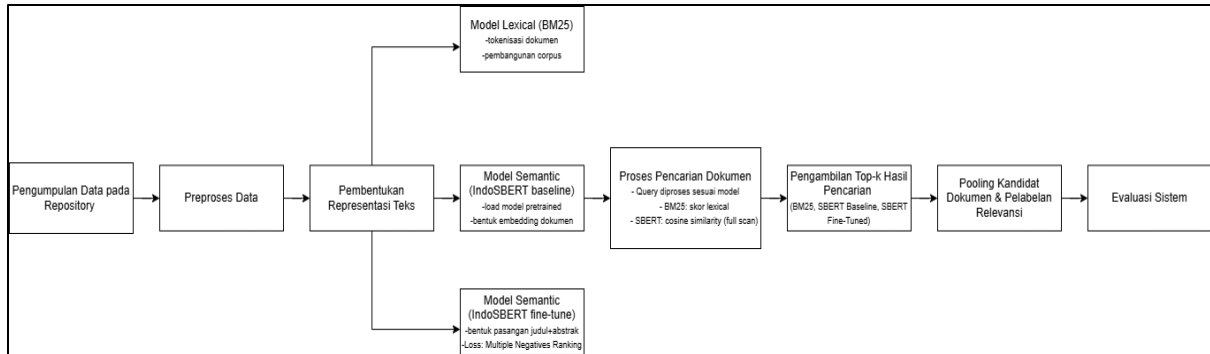 Pengumpulan Data pada
Repository
Preproses Data
Pembentukan
Representasi Teks
Model Lexical (BM25)
-tokenisasi dokumen
-pembangunan corpus
Model Semantic
(IndoSBERT baseline)
-load model pretrained
-bentuk embedding dokumen
Model Semantic
(IndoSBERT fine-tune)
-bentuk pasangan judul+abstrak
-Loss: Multiple Negatives Ranking
Proses Pencarian Dokumen
- Query diproses sesuai model
- BM25: skor lexical
- SBERT: cosine similarity (full scan)
Pengambilan Top-k Hasil
Pencarian
(BM25, SBERT Baseline, SBERT
Fine-Tuned)
Pooling Kandidat
Dokumen & Pelabelan
Relevansi
Evaluasi Sistem